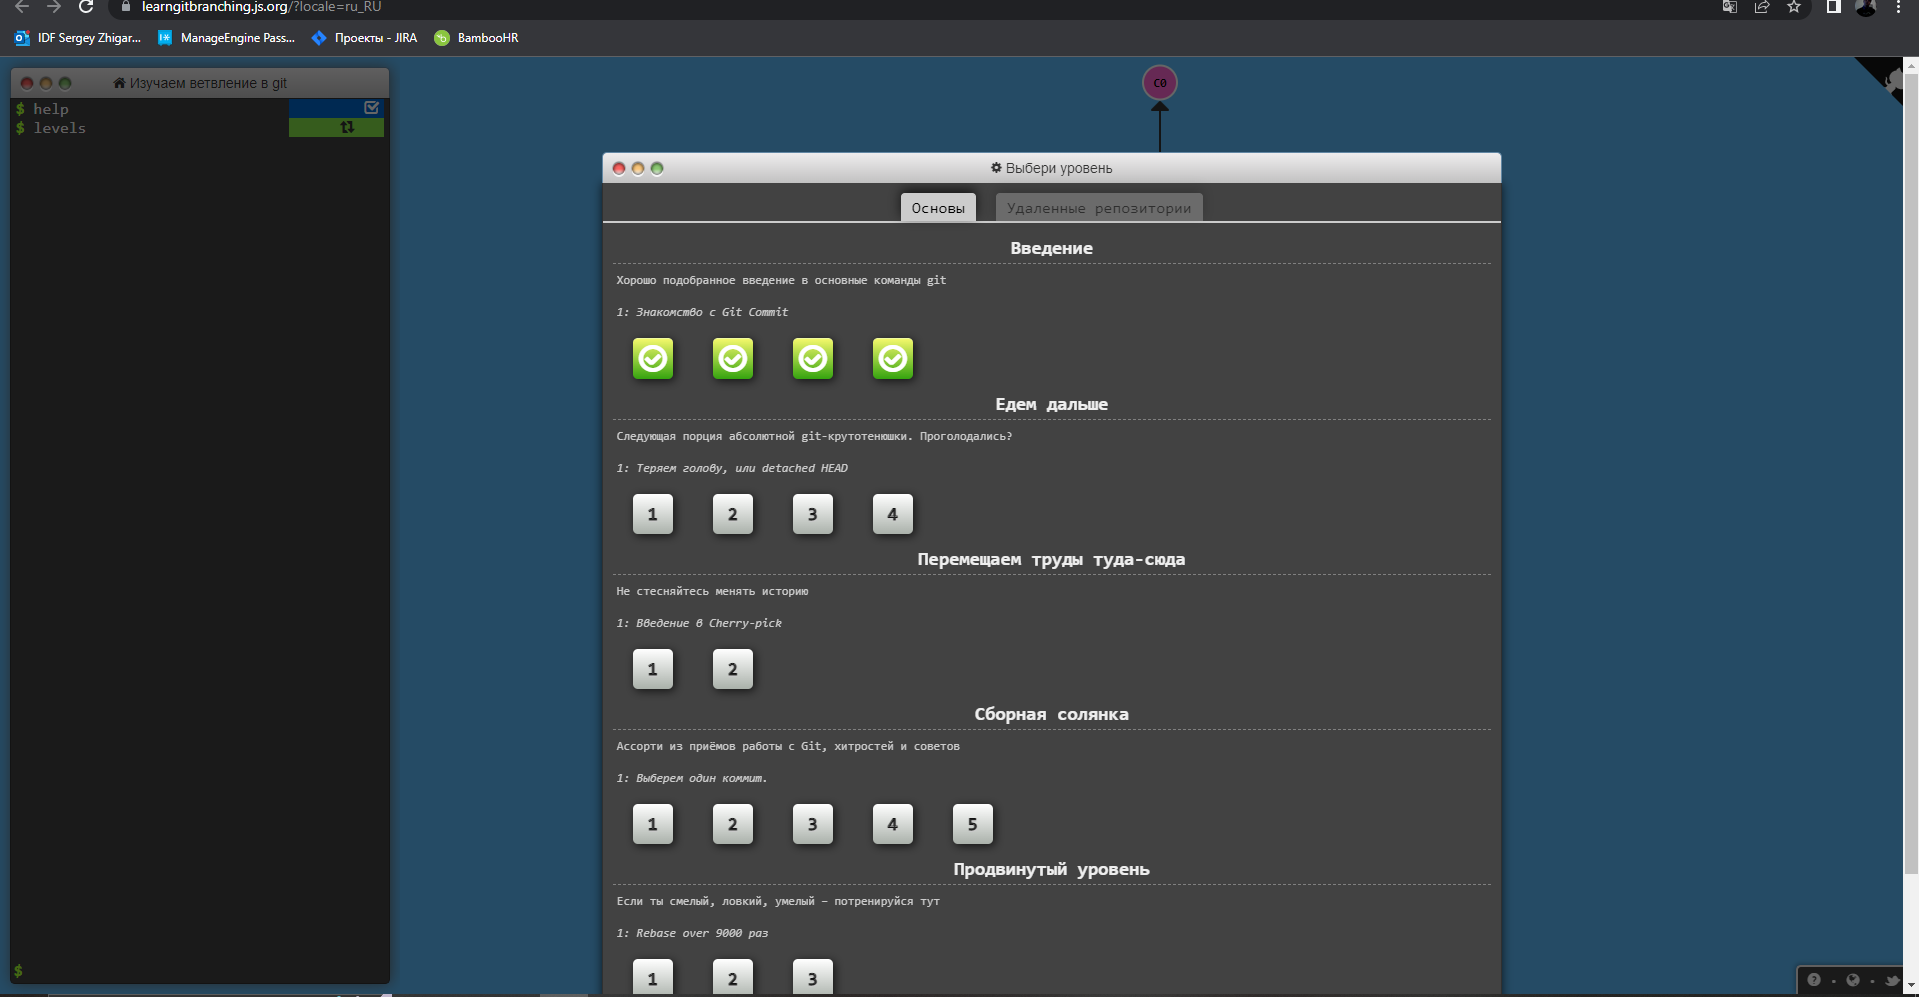 learngitbranching.js.org/?locale=ru_RU
IDF Sergey Zhigar... ManageEngine Pass... Проекты - JIRA BambooHR
Изучаем ветвление в git
$ help
$ levels
$
C0
Выбери уровень
Основы Удаленные репозитории
Введение
Хорошо подобранное введение в основные команды git
1: Знакомство с Git Commit
Едем дальше
Следующая порция абсолютной git-крутотенюшки. Проголодались?
1: Теряем голову, или detached HEAD
1 2 3 4
Перемещаем труды туда-сюда
Не стесняйтесь менять историю
1: Введение в Cherry-pick
1 2
Сборная солянка
Ассорти из приёмов работы с Git, хитростей и советов
1: Выберем один коммит.
1 2 3 4 5
Продвинутый уровень
Если ты смелый, ловкий, умелый – потренируйся тут
1: Rebase over 9000 раз
1 2 3